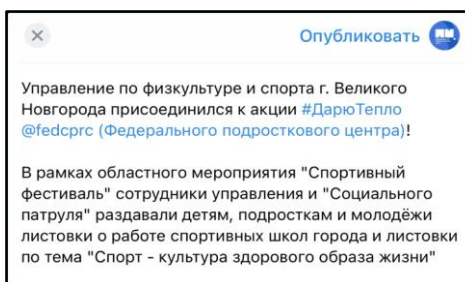 Опубликовать
Управление по физкультуре и спорта г. Великого
Новгорода присоединился к акции #ДарюТепло
@fedcprc (Федерального подросткового центра)!
В рамках областного мероприятия "Спортивный
фестиваль" сотрудники управления и "Социального
патруля" раздавали детям, подросткам и молодёжи
листовки о работе спортивных школ города и листовки
по тема "Спорт - культура здорового образа жизни"